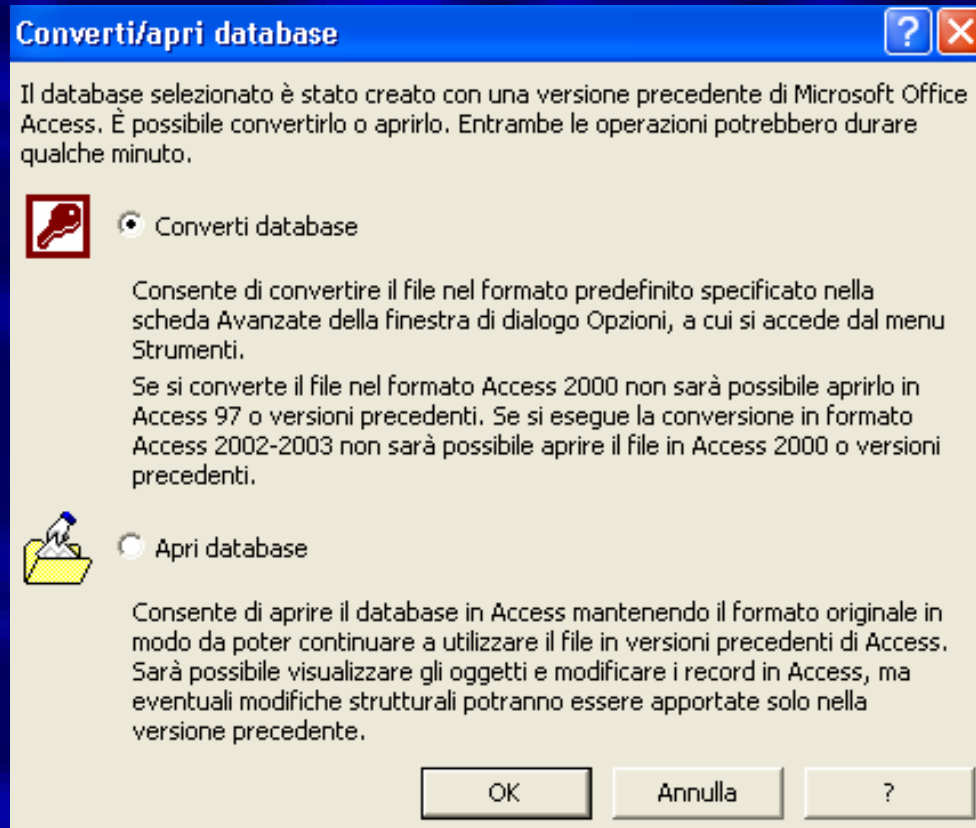 Converti/apri database
Il database selezionato è stato creato con una versione precedente di Microsoft Office
Access. È possibile convertirlo o aprirlo. Entrambe le operazioni potrebbero durare
qualche minuto.
Converti database
Consente di convertire il file nel formato predefinito specificato nella
scheda Avanzate della finestra di dialogo Opzioni, a cui si accede dal menu
Strumenti.
Se si converte il file nel formato Access 2000 non sarà possibile aprirlo in
Access 97 o versioni precedenti. Se si esegue la conversione in formato
Access 2002-2003 non sarà possibile aprire il file in Access 2000 o versioni
precedenti.
Apri database
Consente di aprire il database in Access mantenendo il formato originale in
modo da poter continuare a utilizzare il file in versioni precedenti di Access.
Sarà possibile visualizzare gli oggetti e modificare i record in Access, ma
eventuali modifiche strutturali potranno essere apportate solo nella
versione precedente.
OK Annulla ?